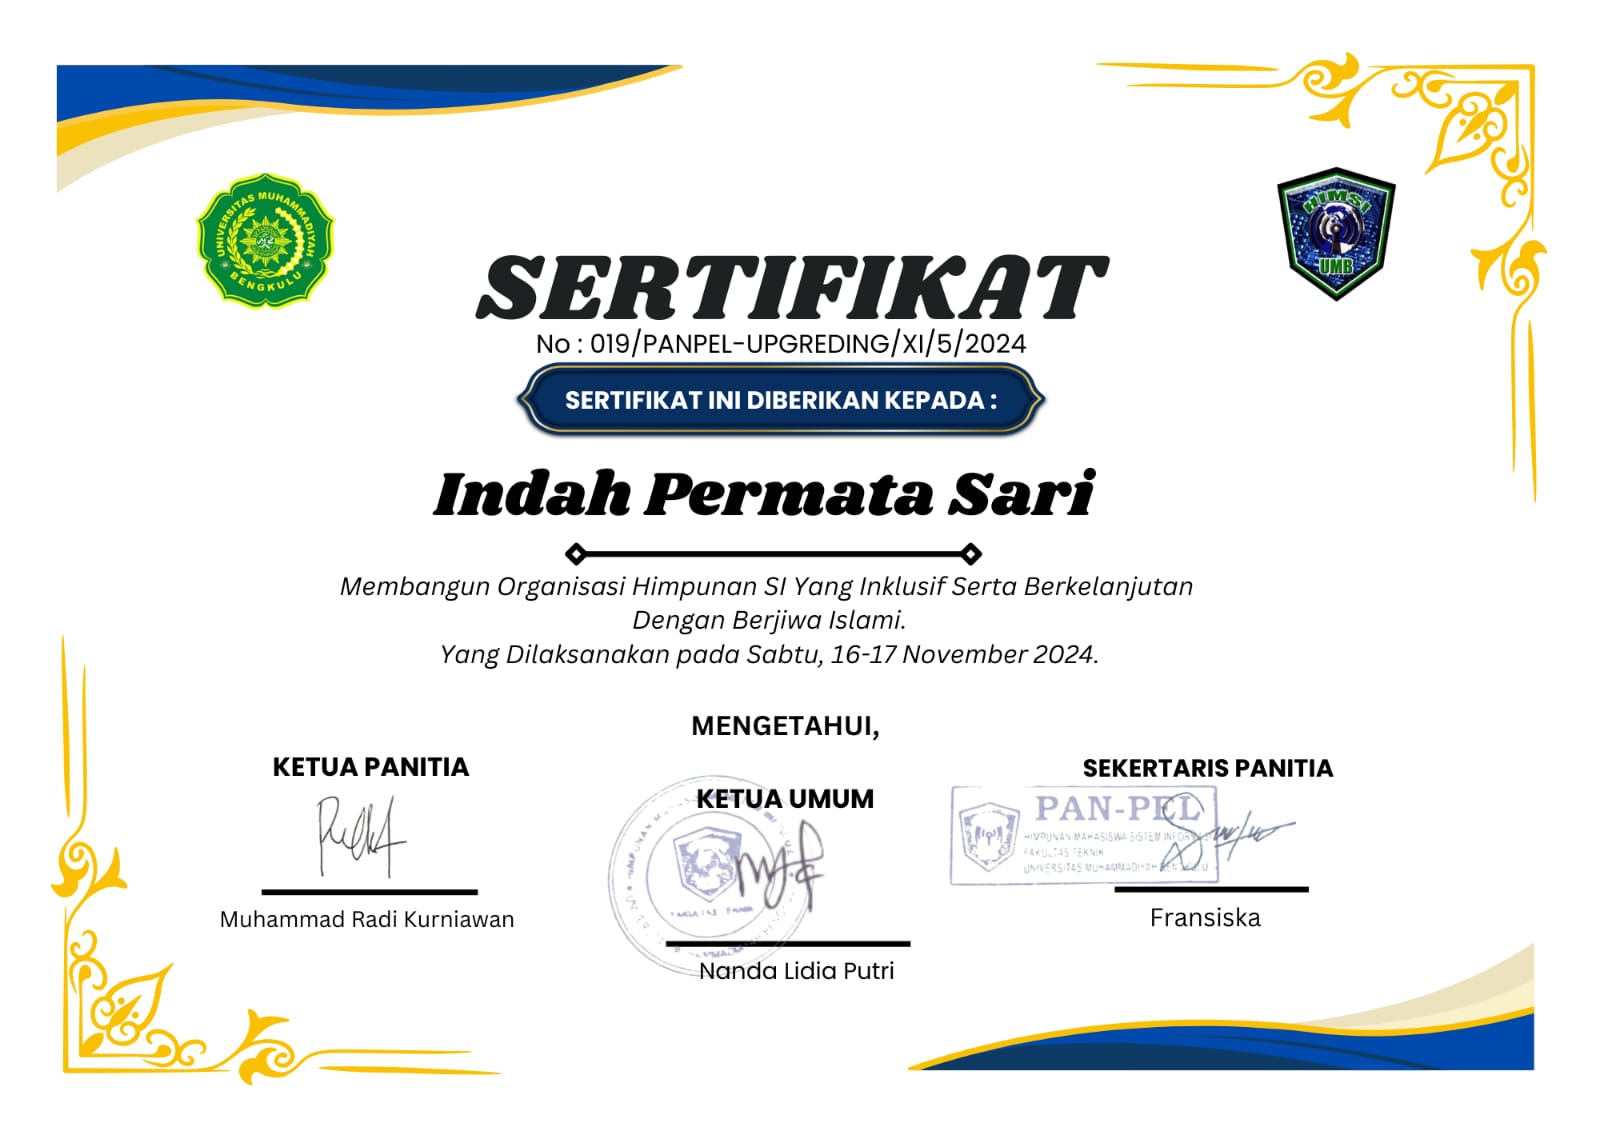 UNIVERSITAS MUHAMMADIYAH
BENGKULU
HIMSI
UMB
SERTIFIKAT
No : 019/PANPEL-UPGREDING/XI/5/2024
SERTIFIKAT INI DIBERIKAN KEPADA :
Indah Permata Sari
Membangun Organisasi Himpunan SI Yang Inklusif Serta Berkelanjutan
Dengan Berjiwa Islami.
Yang Dilaksanakan pada Sabtu, 16-17 November 2024.
MENGETAHUI,
KETUA PANITIA
KETUA UMUM
SEKERTARIS PANITIA
PAN-PEL
HIMPUNAN MAHASISWA SISTEM
FAKULTAS TEKNIK
UNIVERSITAS MUHAMMADIYAH
Muhammad Radi Kurniawan
Nanda Lidia Putri
Fransiska